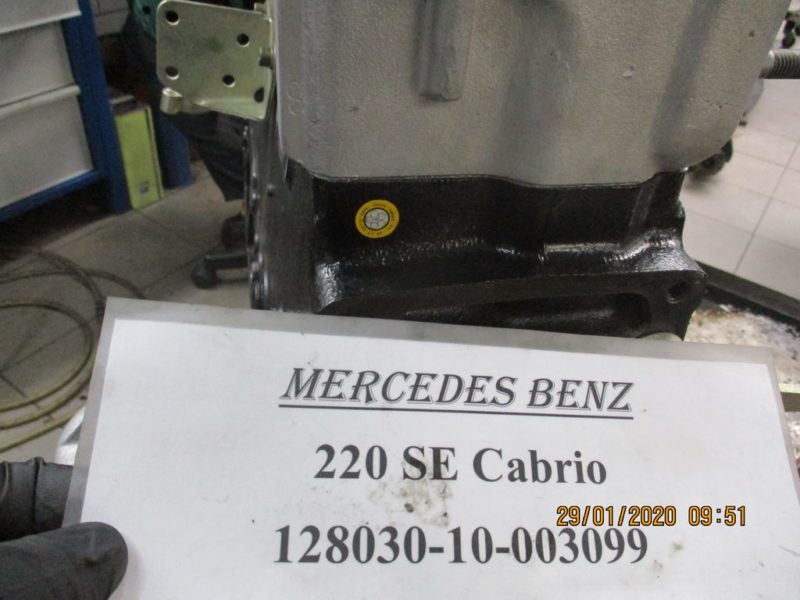 MERCEDES BENZ
220 SE Cabrio
29/01/2020 09:51
128030-10-003099